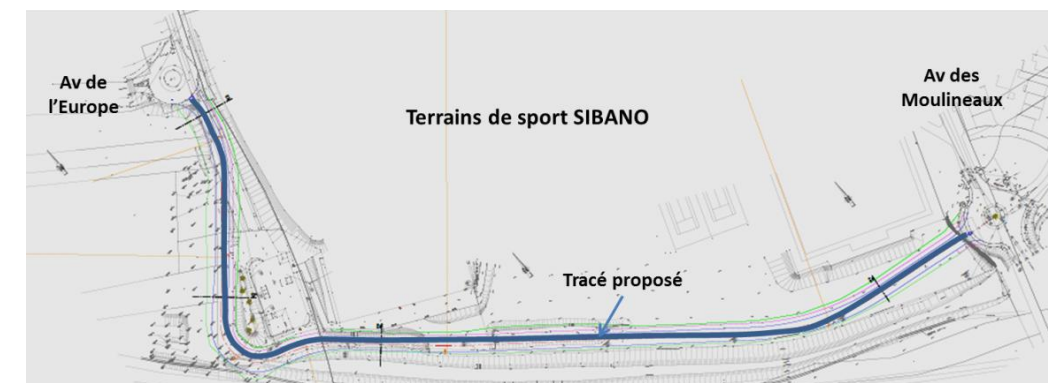 Av de
l'Europe
Terrains de sport SIBANO
Av des
Moulineaux
Tracé proposé